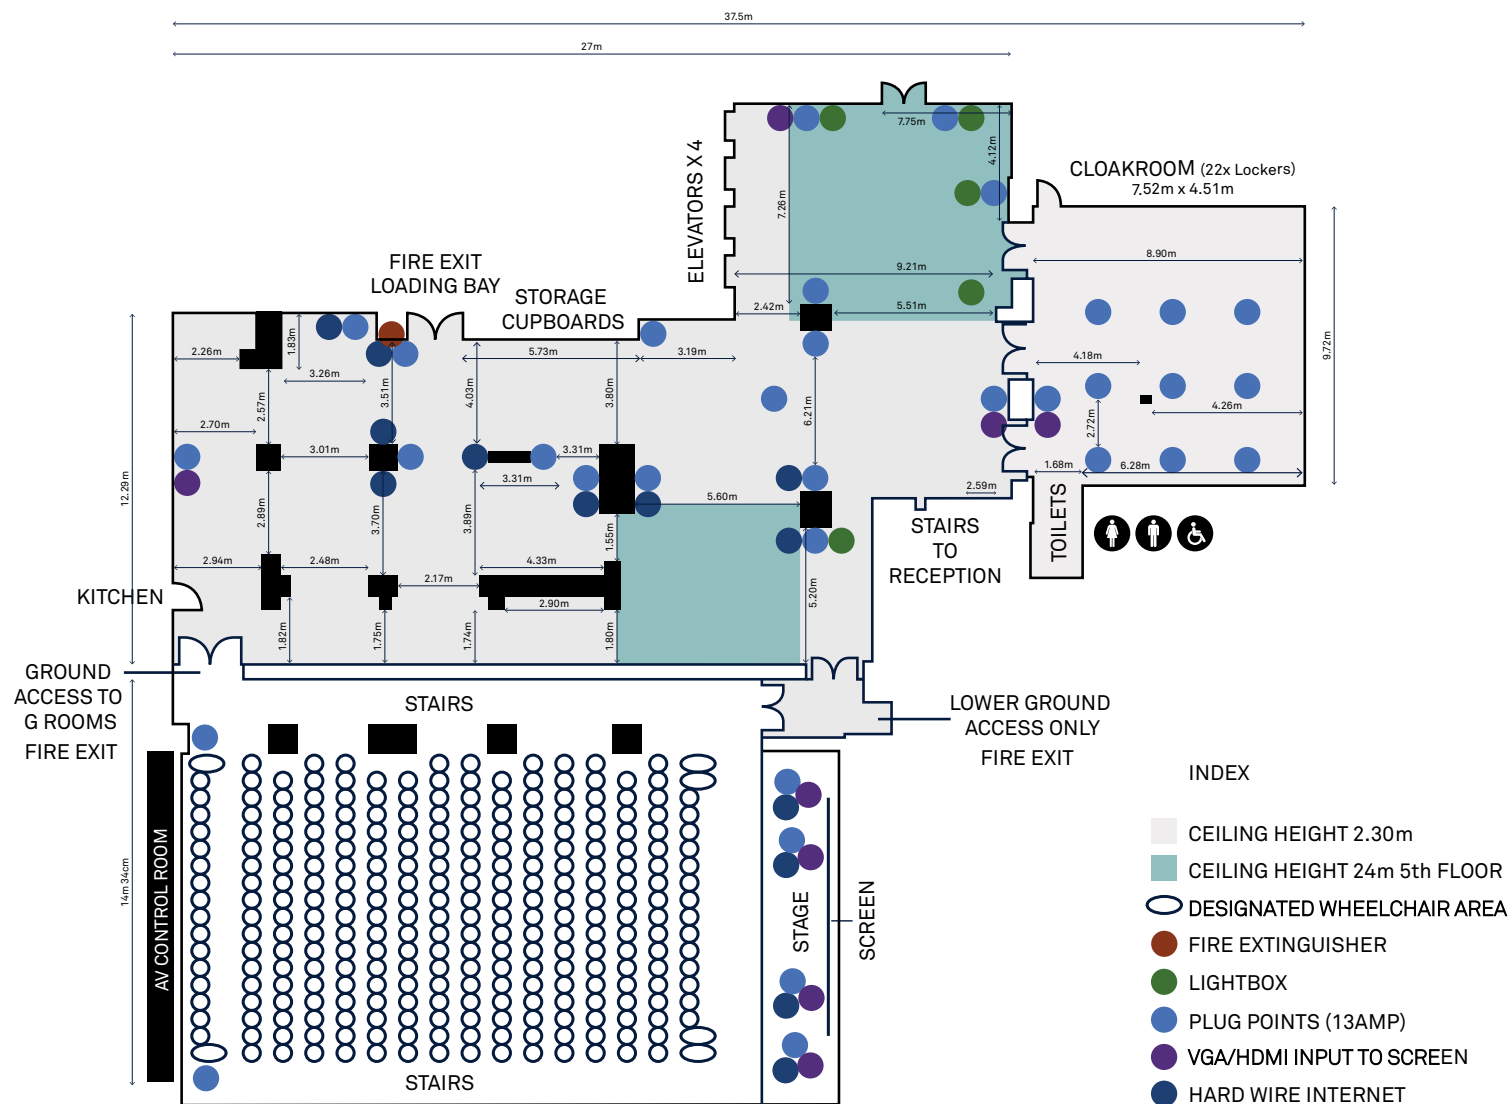 37.5m
27m
7.75m
4.12m
ELEVATORS X 4
7.26m
CLOAKROOM (22x Lockers)
7.52m x 4.51m
FIRE EXIT
LOADING BAY
STORAGE
CUPBOARDS
9.21m
8.90m
2.42m
5.51m
9.72m
2.26m
1.83m
3.26m
3.51m
5.73m
3.19m
4.03m
3.80m
4.18m
4.26m
2.57m
2.70m
6.21m
2.72m
3.01m
3.31m
3.31m
1.68m
6.28m
12.29m
2.89m
3.70m
3.89m
5.60m
2.59m
1.55m
STAIRS
TO
RECEPTION
TOILETS
2.94m
2.48m
2.17m
4.33m
2.90m
5.20m
KITCHEN
1.82m
1.75m
1.74m
1.80m
GROUND
ACCESS TO
G ROOMS
FIRE EXIT
STAIRS
LOWER GROUND
ACCESS ONLY
FIRE EXIT
14m 34cm
AV CONTROL ROOM
STAGE
SCREEN
STAIRS
INDEX
CEILING HEIGHT 2.30m
CEILING HEIGHT 24m 5th FLOOR
DESIGNATED WHEELCHAIR AREA
FIRE EXTINGUISHER
LIGHTBOX
PLUG POINTS (13AMP)
VGA/HDMI INPUT TO SCREEN
HARD WIRE INTERNET